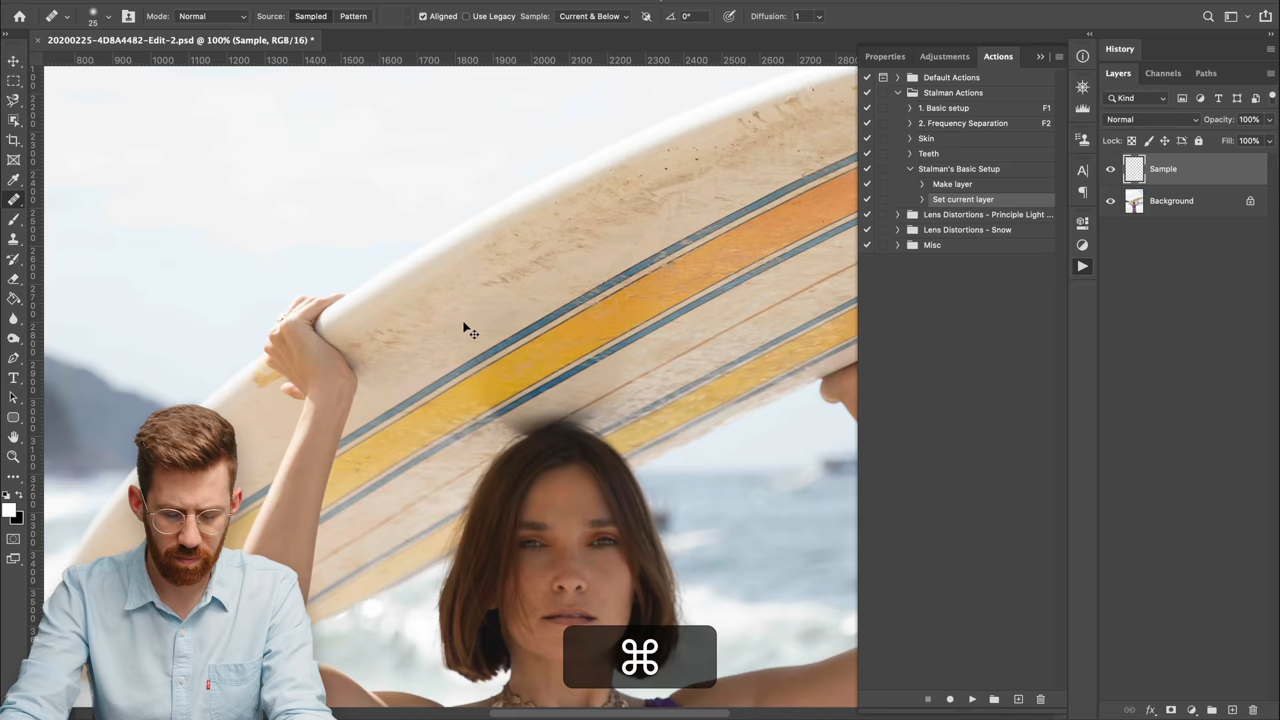 25 Mode: Normal Source: Sampled Pattern Aligned Use Legacy Sample: Current & Below 0° Diffusion: 1
20200225-4D8A4482-Edit-2.psd @ 100% (Sample, RGB/16) *
800 900 1000 1100 1200 1300 1400 1500 1600 1700 1800 1900 2000 2100 2200 2300 2400 2500 2600 2700 2800
Properties Adjustments Actions
Default Actions
Stalman Actions
1. Basic setup F1
2. Frequency Separation F2
Skin
Teeth
Stalman's Basic Setup
Make layer
Set current layer
Lens Distortions - Principle Light ...
Lens Distortions - Snow
Misc
History
Layers Channels Paths
Kind
Normal Opacity: 100%
Lock: Fill: 100%
Sample
Background
⌘